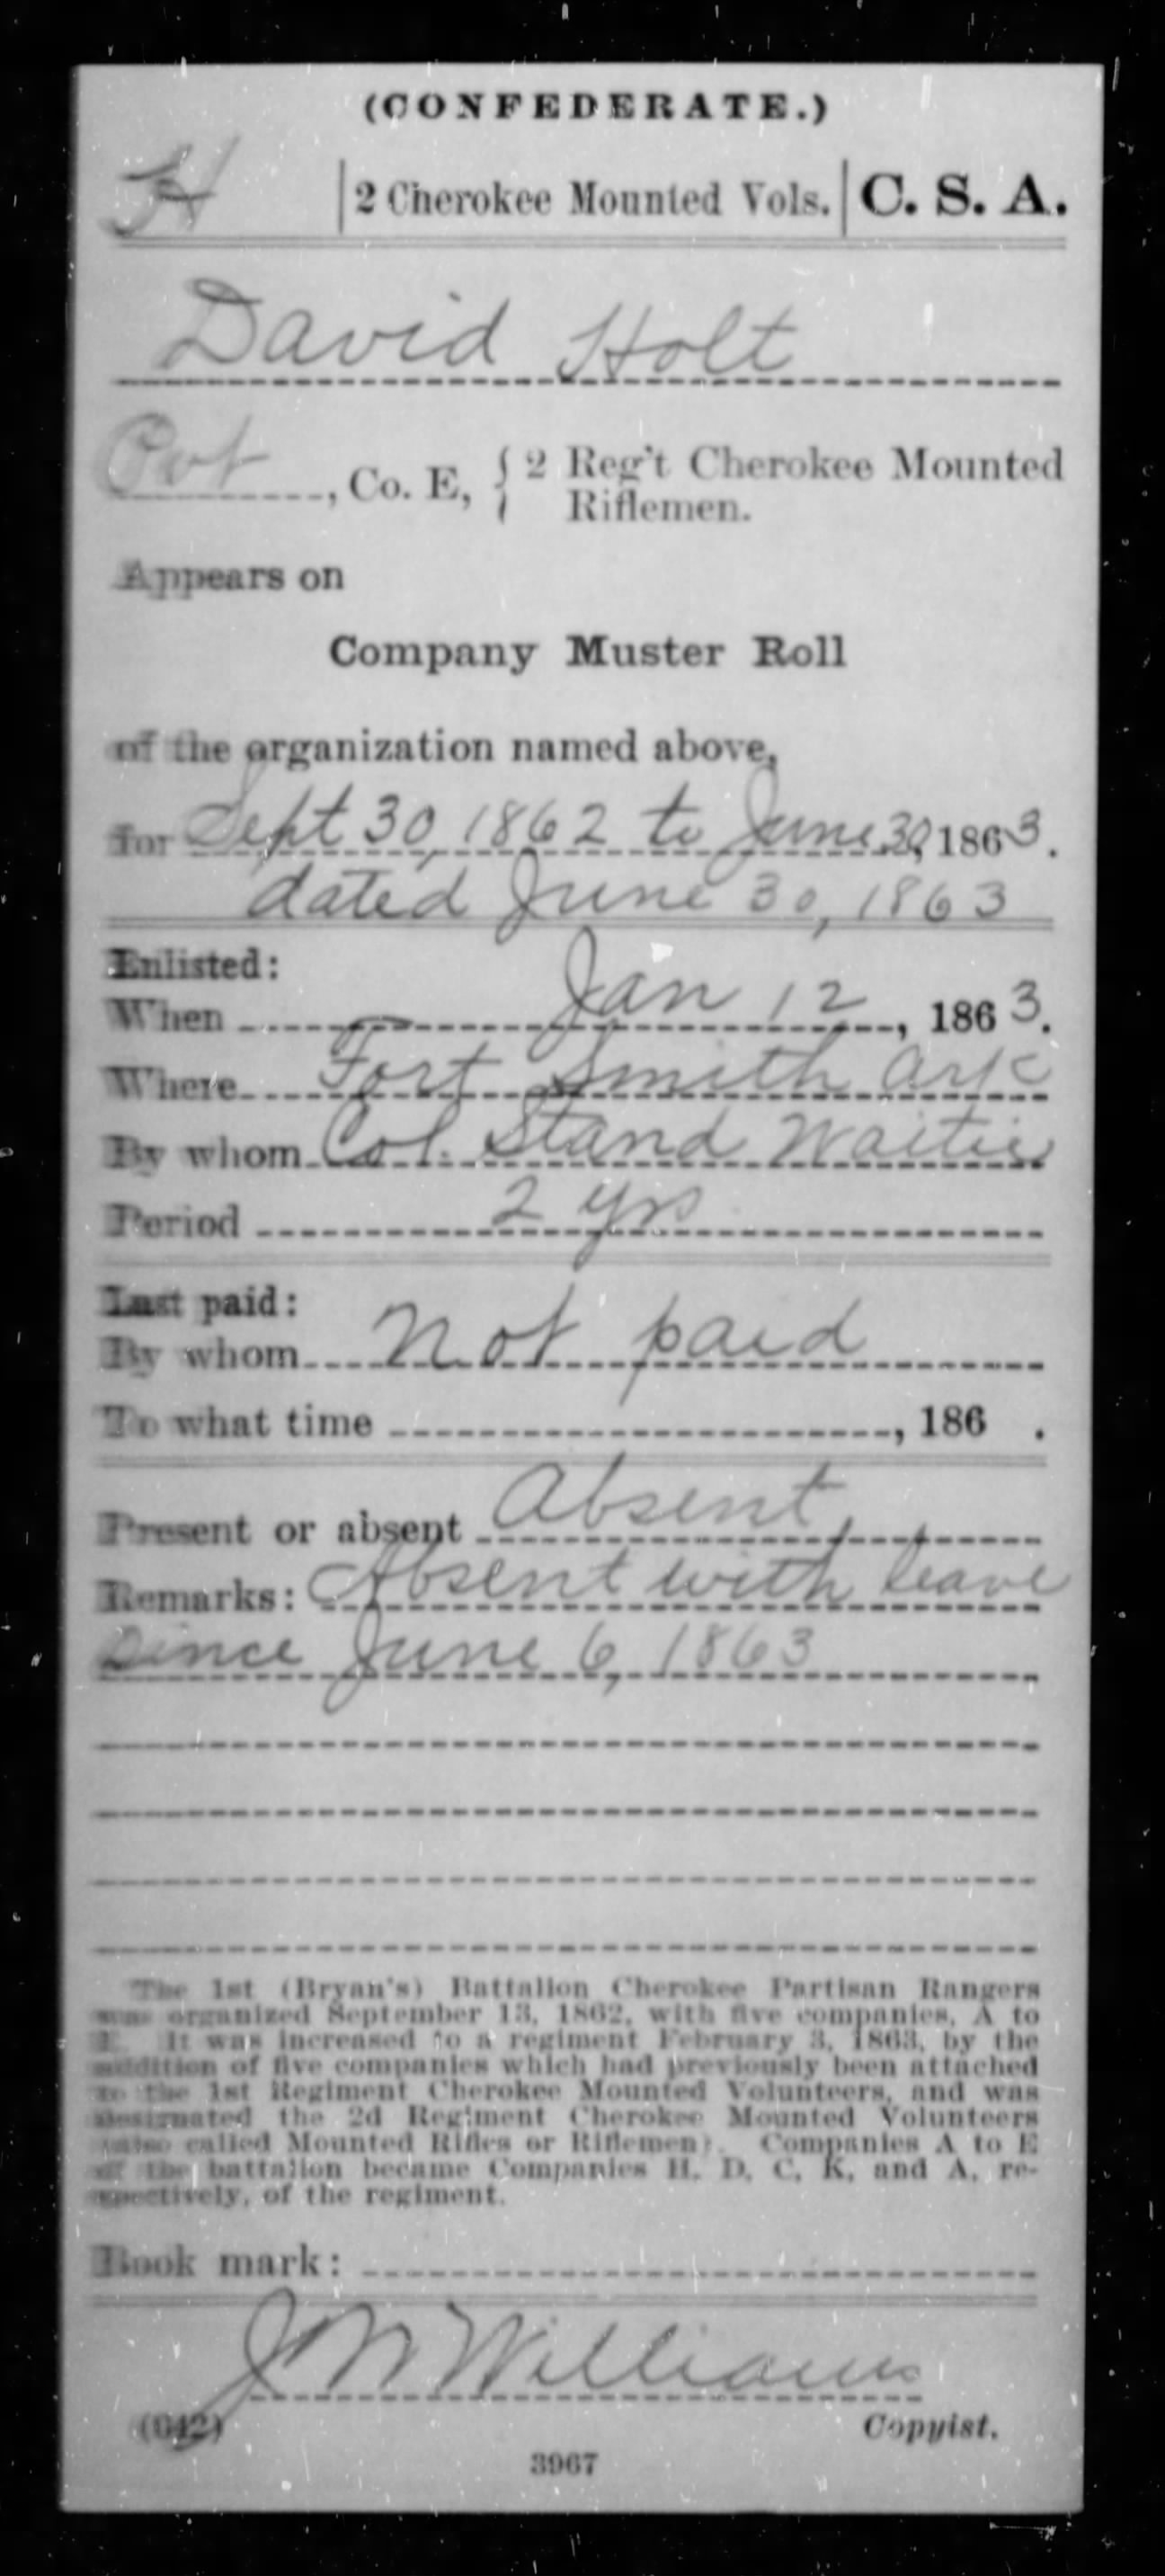 (CONFEDERATE.)
H | 2 Cherokee Mounted Vols. | C. S. A.
David Holt
Pvt, Co. E, { 2 Reg't Cherokee Mounted
Riflemen.
Appears on
Company Muster Roll
of the organization named above,
for Sept 30, 1862 to June 30, 1863.
dated June 30, 1863
Enlisted:
When Jan 12, 1863.
Where Fort Smith Ark
By whom Col. Stand Waitie
Period 2 yrs
Last paid:
By whom Not paid
To what time , 186 .
Present or absent Absent
Remarks: Absent with leave
since June 6, 1863
The 1st (Bryan's) Battalion Cherokee Partisan Rangers
was organized September 13, 1862, with five companies, A to
E. It was increased to a regiment February 3, 1863, by the
addition of five companies which had previously been attached
to the 1st Regiment Cherokee Mounted Volunteers, and was
designated the 2d Regiment Cherokee Mounted Volunteers
(also called Mounted Rifles or Riflemen). Companies A to E
of the battalion became Companies H, D, C, K, and A, re-
spectively, of the regiment.
Book mark:
J M Williams
(642) Copyist.
3967